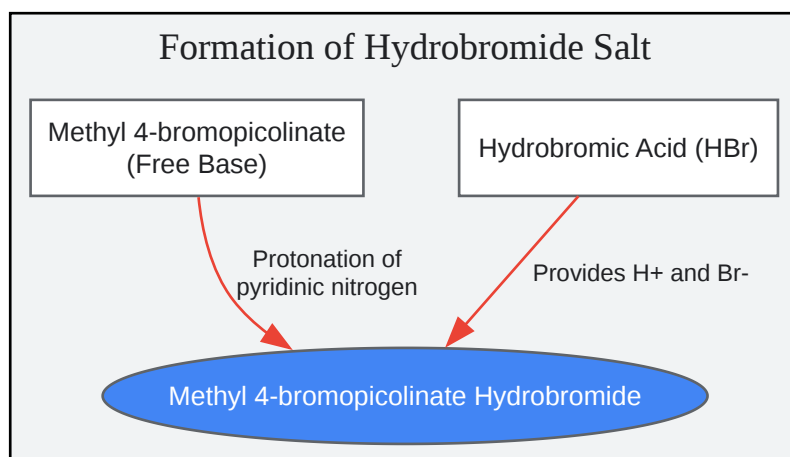 Formation of Hydrobromide Salt
Methyl 4-bromopicolinate
(Free Base)
Hydrobromic Acid (HBr)
Protonation of
pyridinic nitrogen
Provides H+ and Br-
Methyl 4-bromopicolinate Hydrobromide